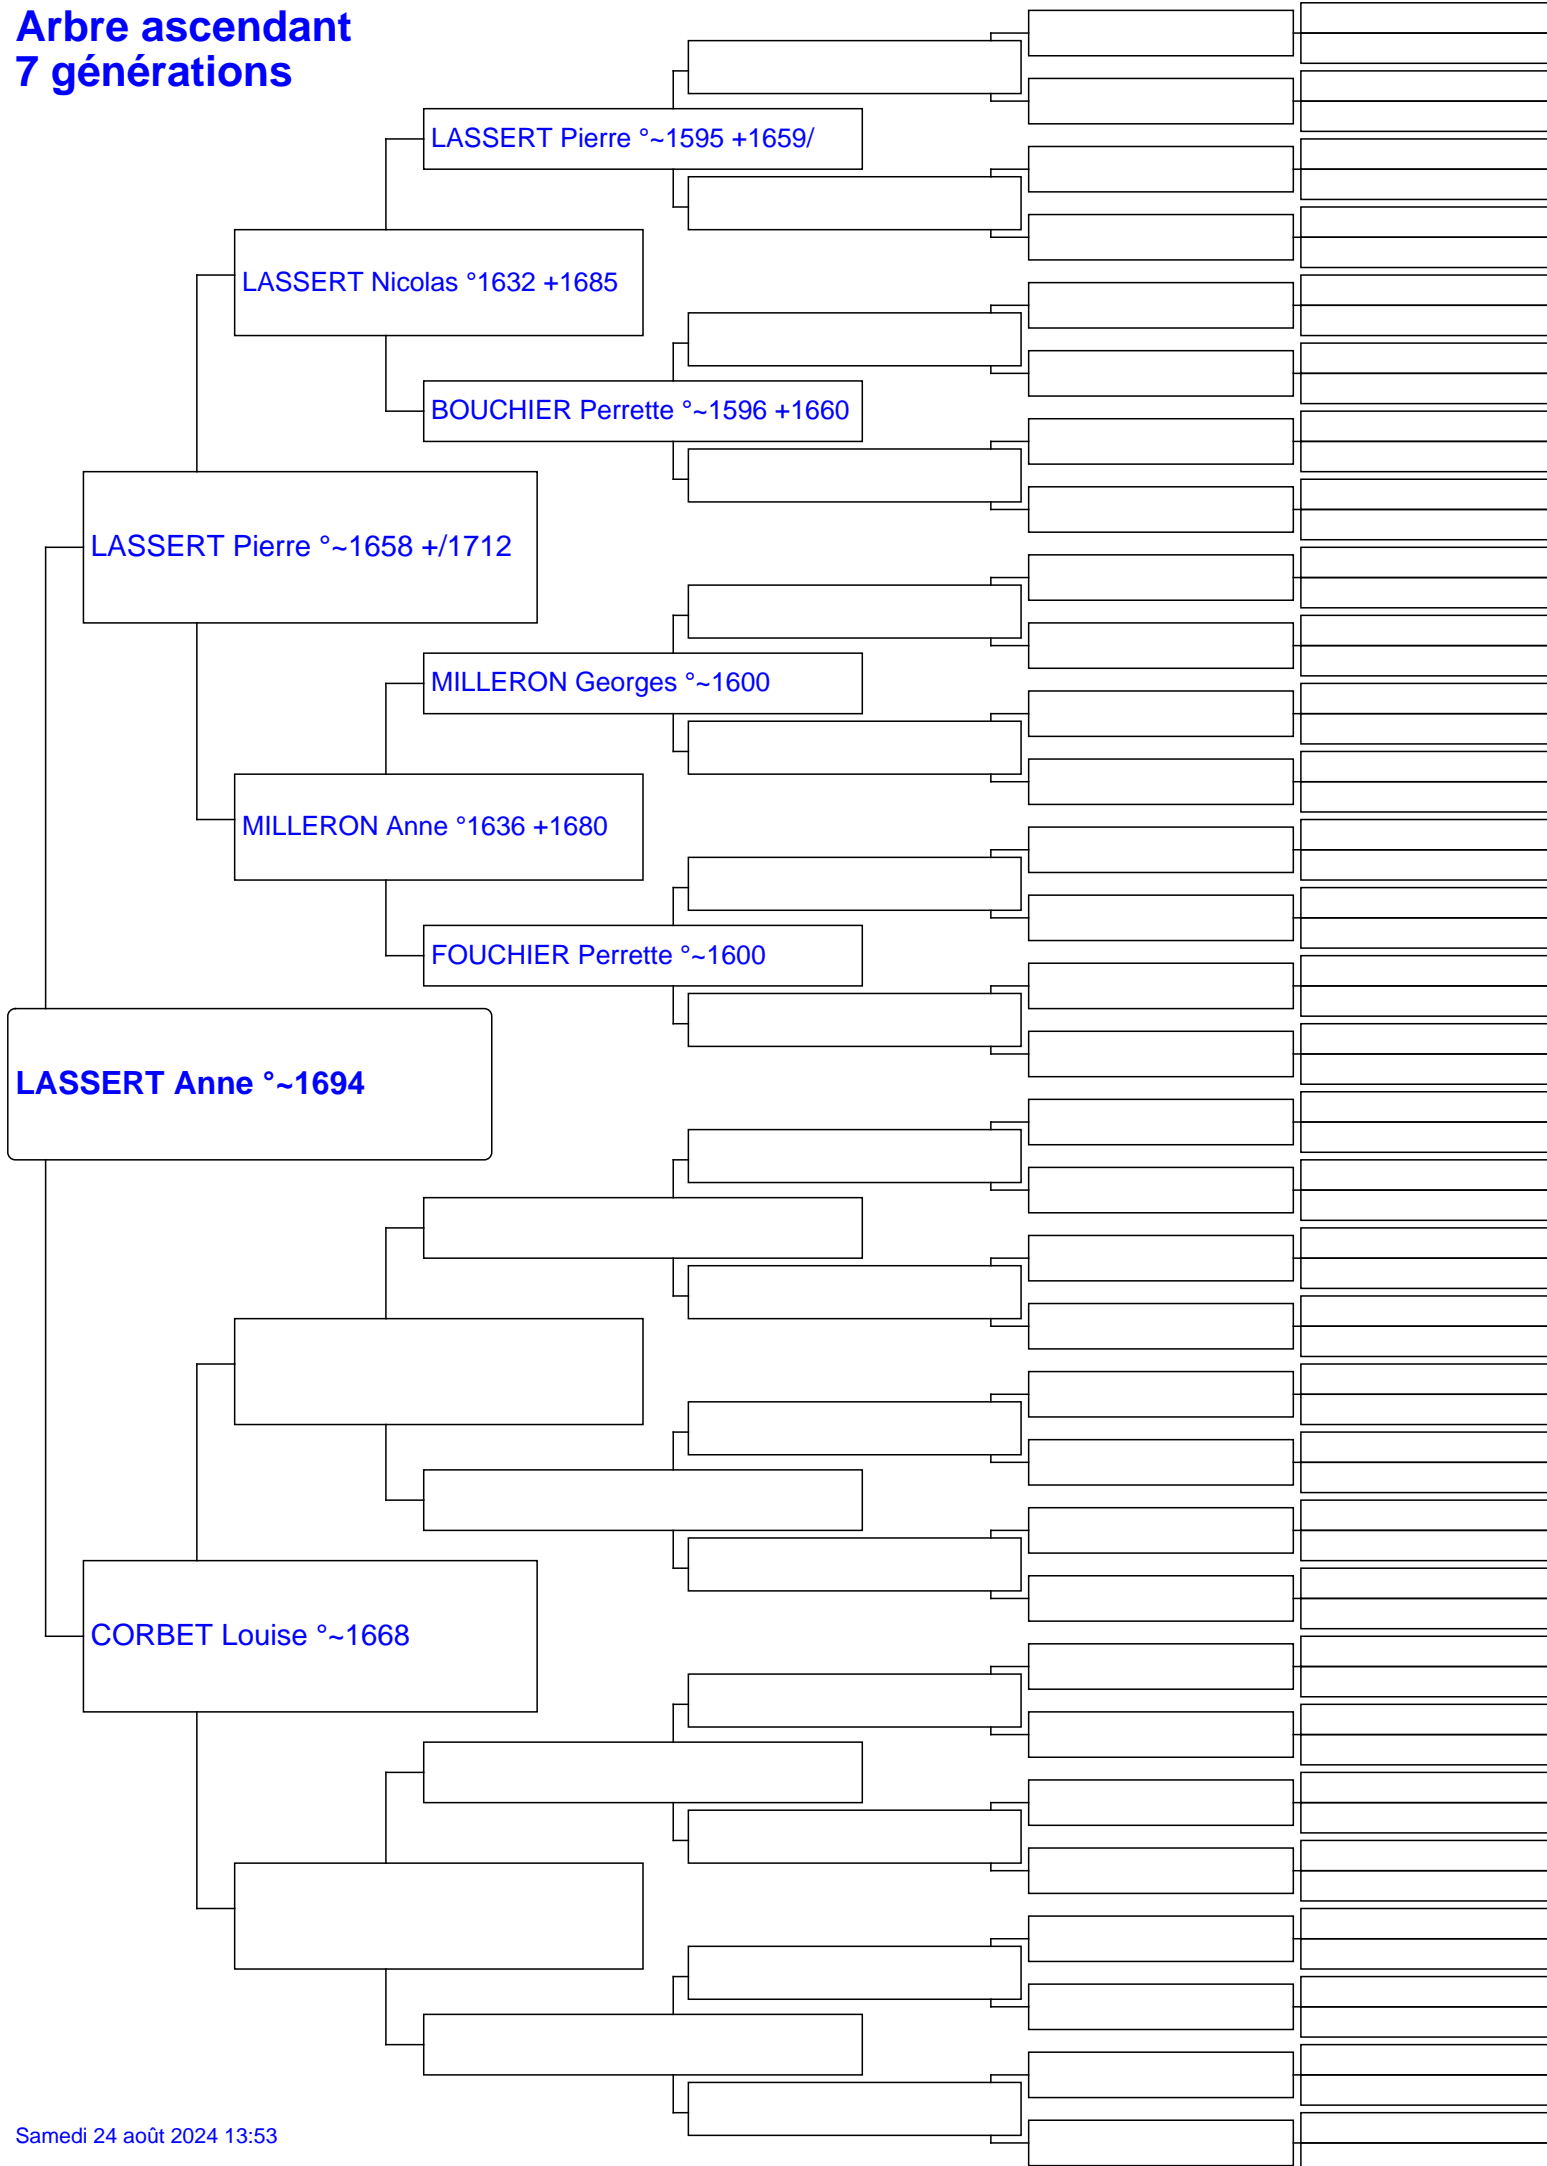 Arbre ascendant
7 générations
LASSERT Pierre °~1595 +1659/
LASSERT Nicolas °1632 +1685
BOUCHIER Perrette °~1596 +1660
LASSERT Pierre °~1658 +/1712
MILLERON Georges °~1600
MILLERON Anne °1636 +1680
FOUCHIER Perrette °~1600
LASSERT Anne °~1694
CORBET Louise °~1668
Samedi 24 août 2024 13:53